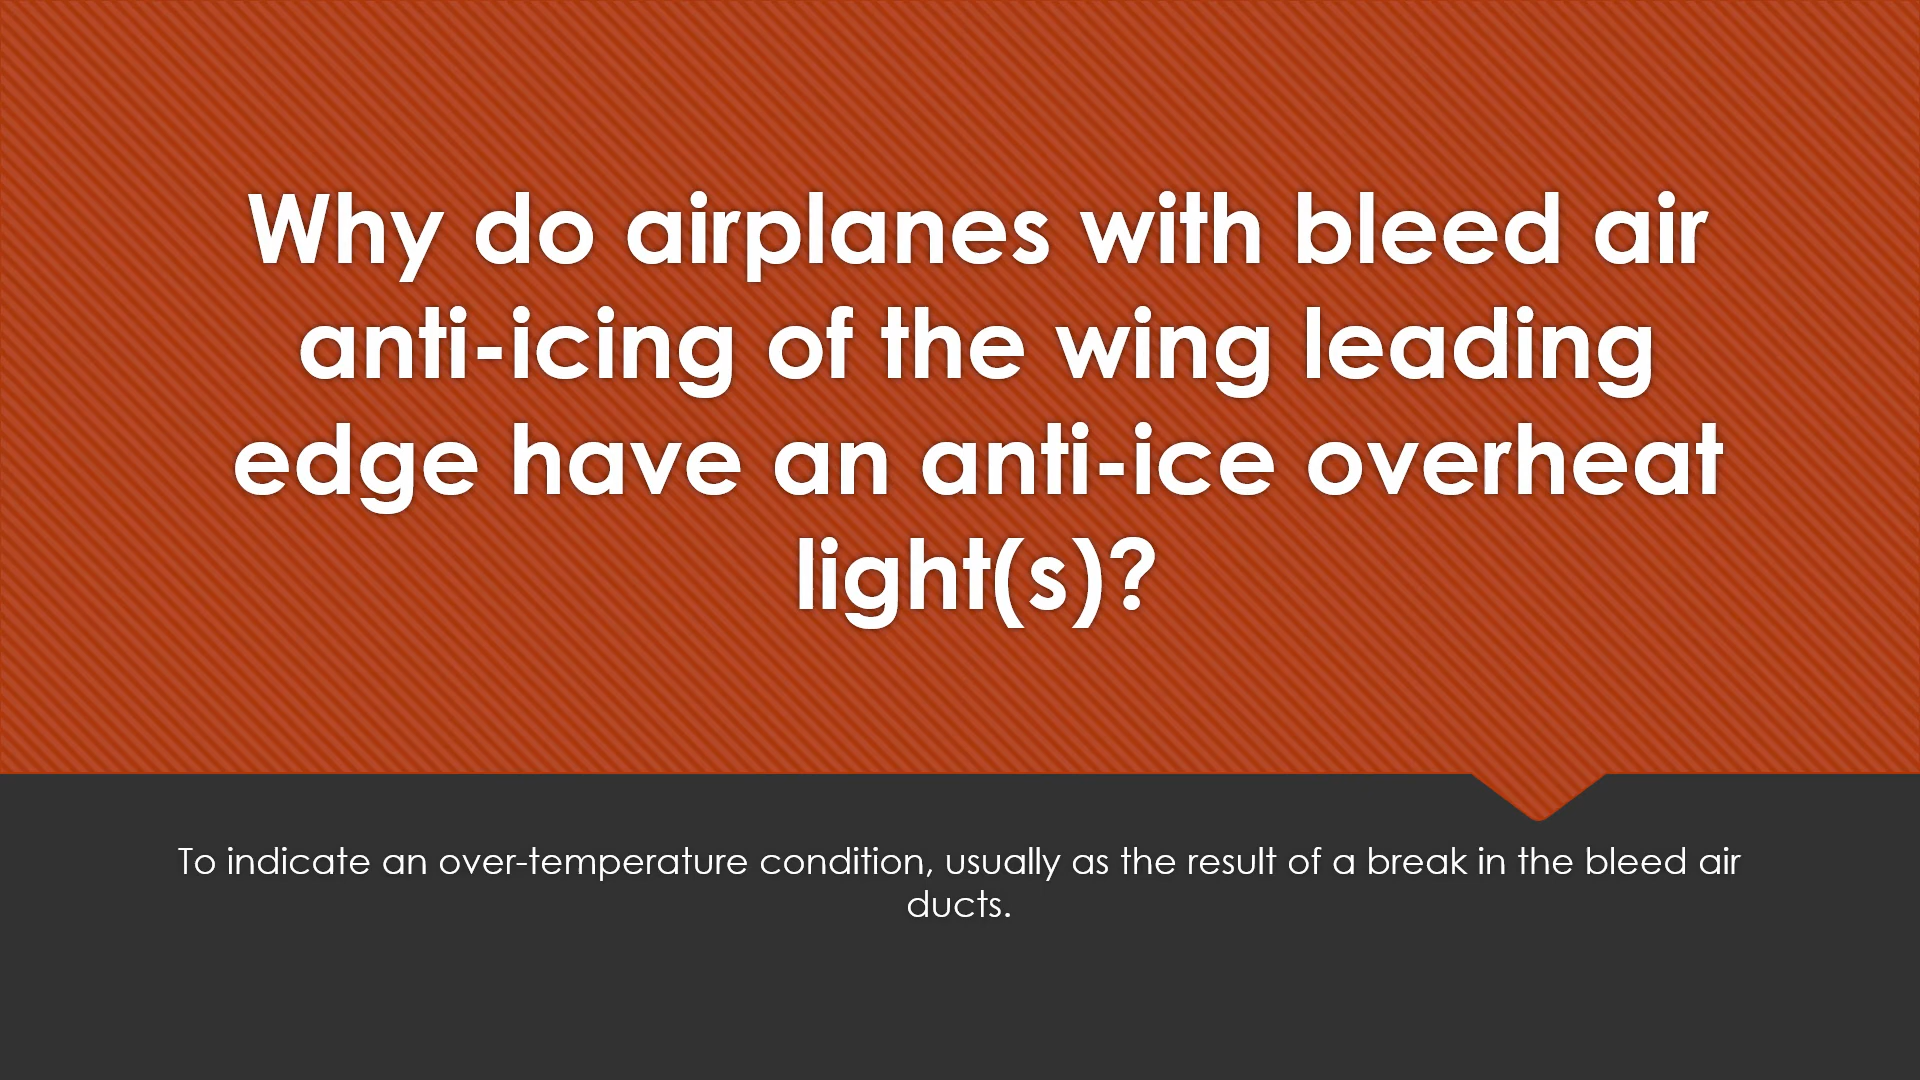 Why do airplanes with bleed air
anti-icing of the wing leading
edge have an anti-ice overheat
light(s)?
To indicate an over-temperature condition, usually as the result of a break in the bleed air
ducts.